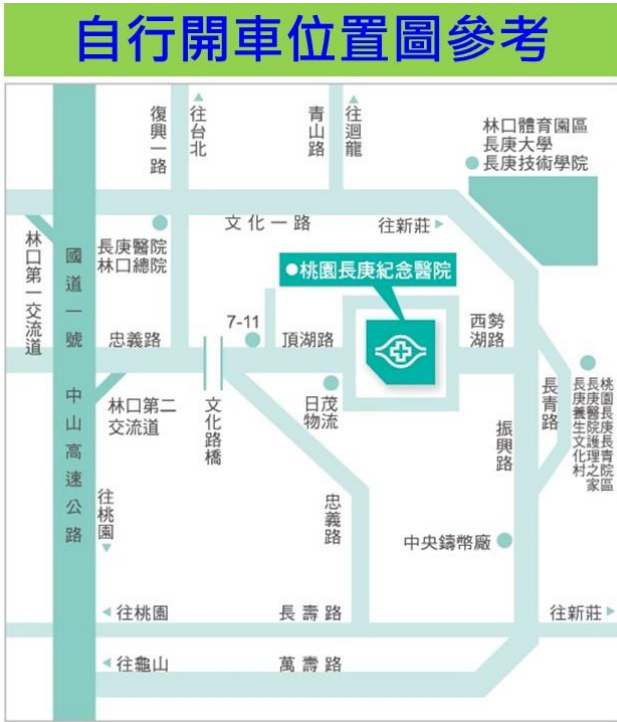 自行開車位置圖參考
復興一路
往台北
青山路
往迴龍
林口體育園區
長庚大學
長庚技術學院
文化一路
往新莊
林口第一交流道
國道一號 中山高速公路
長庚醫院
林口總院
桃園長庚紀念醫院
7-11
忠義路
頂湖路
西勢
湖路
林口第二
交流道
文化路橋
日茂
物流
長青路
桃園長庚長青院區
長庚醫院護理之家
長庚養生文化村
振興路
往桃園
忠義路
中央鑄幣廠
往桃園
長壽路
往新莊
往龜山
萬壽路